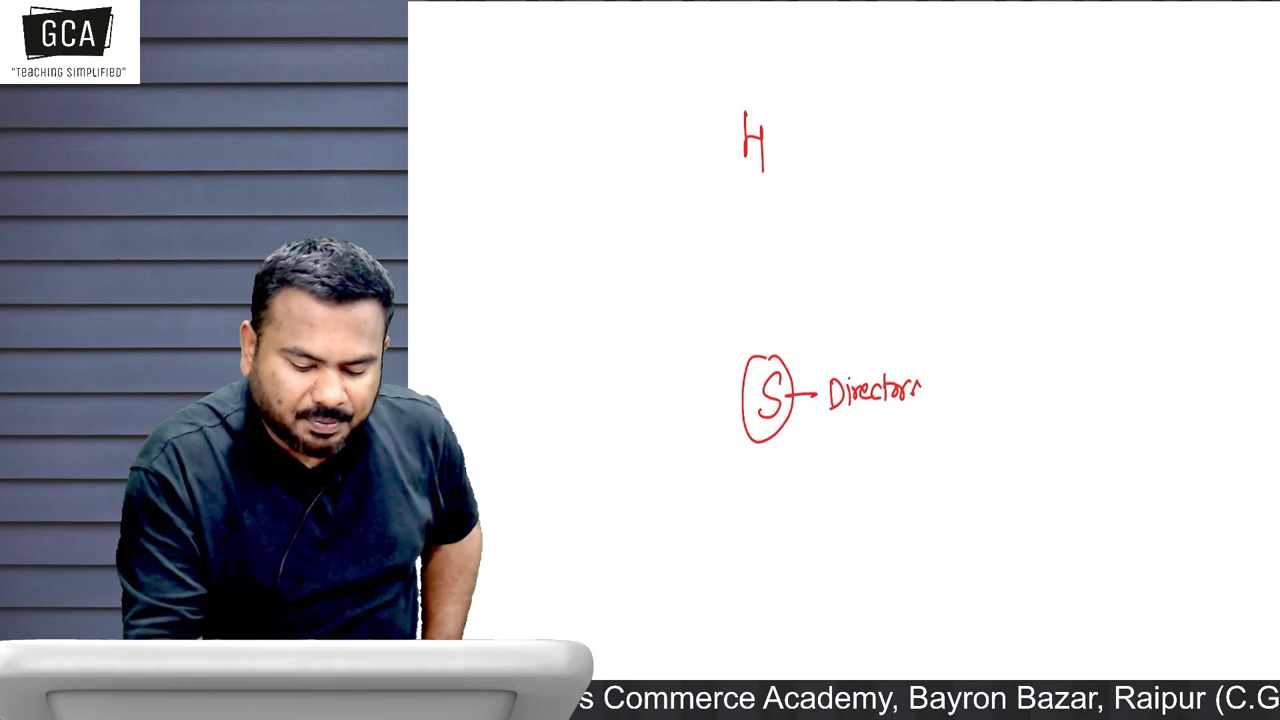 GCA
"Teaching Simplified"
H
S - Directors
s Commerce Academy, Bayron Bazar, Raipur (C.G